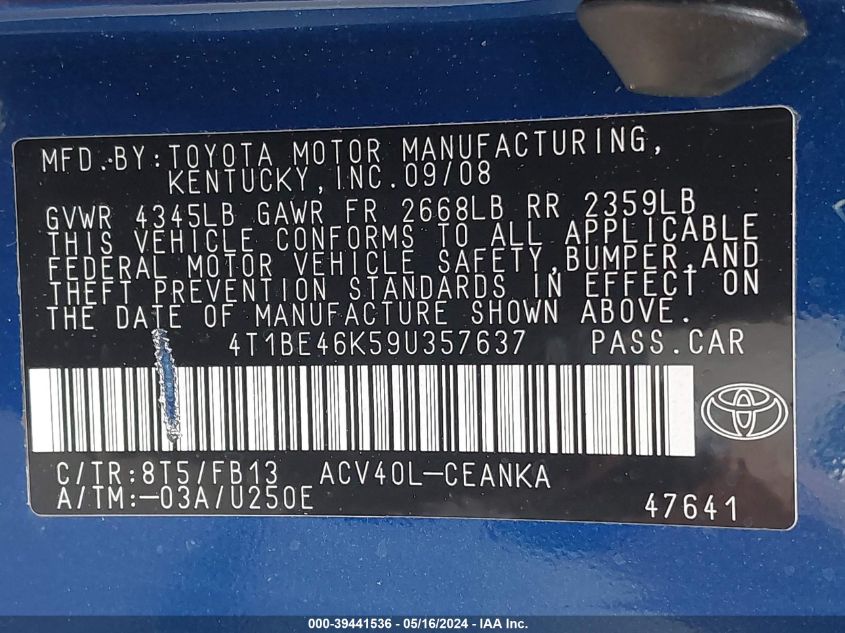 MFD.BY:TOYOTA MOTOR MANUFACTURING,
KENTUCKY,INC.09/08
GVWR 4345LB GAWR FR 2668LB RR 2359LB
THIS VEHICLE CONFORMS TO ALL APPLICABLE
FEDERAL MOTOR VEHICLE SAFETY,BUMPER,AND
THEFT PREVENTION STANDARDS IN EFFECT ON
THE DATE OF MANUFACTURE SHOWN ABOVE.
4T1BE46K59U357637 PASS.CAR
C/TR:8T5/FB13 ACV40L-CEANKA
A/TM:-03A/U250E
47641
000-39441536 - 05/16/2024 - IAA Inc.